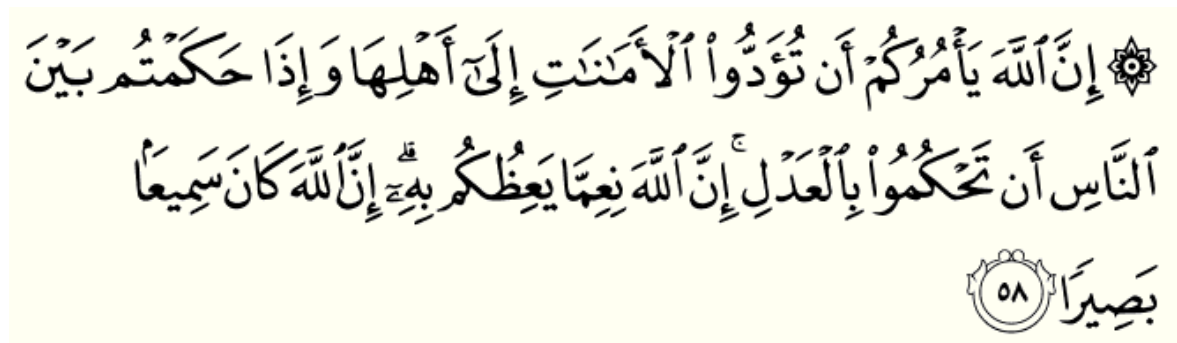 ۞ إِنَّ ٱللَّهَ يَأْمُرُكُمْ أَن تُؤَدُّوا۟ ٱلْأَمَـٰنَـٰتِ إِلَىٰٓ أَهْلِهَا وَإِذَا حَكَمْتُم بَيْنَ
ٱلنَّاسِ أَن تَحْكُمُوا۟ بِٱلْعَدْلِ ۚ إِنَّ ٱللَّهَ نِعِمَّا يَعِظُكُم بِهِۦٓ ۗ إِنَّ ٱللَّهَ كَانَ سَمِيعًۢا
بَصِيرًا ٥٨